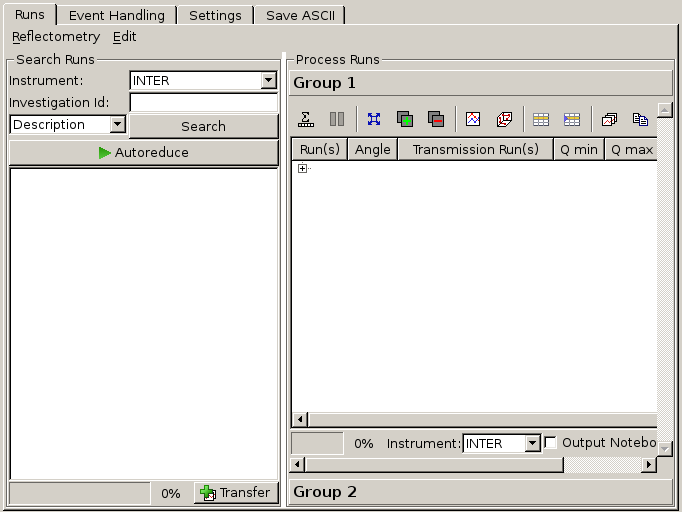 Runs Event Handling Settings Save ASCII
Reflectometry Edit
Search Runs
Instrument: INTER
Investigation Id:
Description Search
Autoreduce
0% Transfer
Process Runs
Group 1
Run(s) Angle Transmission Run(s) Q min Q max
0% Instrument: INTER Output Notebo
Group 2